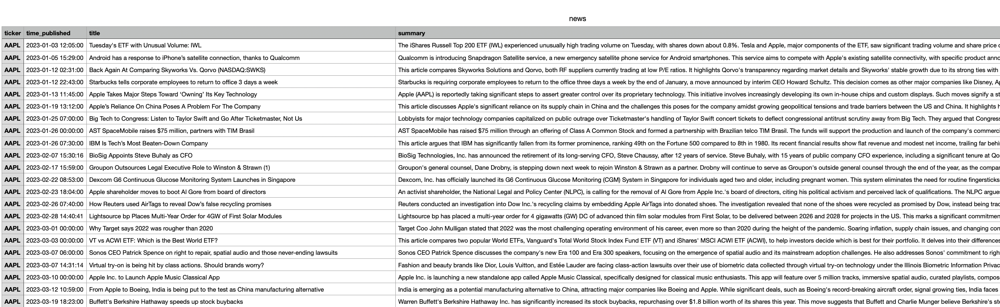 news
ticker time_published title summary
AAPL 2023-01-03 12:05:00 Tuesday's ETF with Unusual Volume: IWL The iShares Russell Top 200 ETF (IWL) experienced unusually high trading volume on Tuesday, with shares down about 0.8%. Tesla and Apple, major components of the ETF, saw significant trading volume and share price
AAPL 2023-01-05 15:29:00 Android has a response to iPhone’s satellite connection, thanks to Qualcomm Qualcomm is introducing Snapdragon Satellite service, a new emergency satellite phone service for Android smartphones. This service aims to compete with Apple's existing satellite connectivity, with specific product anno
AAPL 2023-01-12 02:31:00 Back Again At Comparing Skyworks Vs. Qorvo (NASDAQ:SWKS) This article compares Skyworks Solutions and Qorvo, both RF suppliers currently trading at low P/E ratios. It highlights Qorvo's transparency regarding market details and Skyworks' stable growth due to its strong ties with
AAPL 2023-01-12 22:43:00 Starbucks tells corporate employees to return to office 3 days a week Starbucks is requiring corporate employees to return to the office three days a week by the end of January, a move announced by interim CEO Howard Schultz. This decision comes as other major companies like Disney,
AAPL 2023-01-13 11:45:00 Apple Takes Major Steps Toward ‘Owning’ Its Key Technology Apple (AAPL) is reportedly taking significant steps to assert greater control over its proprietary technology. This initiative involves increasingly developing its own in-house chips and custom displays. Such moves signify a st
AAPL 2023-01-19 13:12:00 Apple’s Reliance On China Poses A Problem For The Company This article discusses Apple's significant reliance on its supply chain in China and the challenges this poses for the company amidst growing geopolitical tensions and trade barriers between the US and China. It highlights
AAPL 2023-01-25 07:00:00 Big Tech to Congress: Listen to Taylor Swift and Go After Ticketmaster, Not Us Lobbyists for major technology companies capitalized on public outrage over Ticketmaster's handling of Taylor Swift concert tickets to deflect congressional antitrust scrutiny away from Big Tech. They argued that Congress
AAPL 2023-01-26 00:00:00 AST SpaceMobile raises $75 million, partners with TIM Brasil AST SpaceMobile has raised $75 million through an offering of Class A Common Stock and formed a partnership with Brazilian telco TIM Brasil. The funds will support the production and launch of the company's commerci
AAPL 2023-01-26 07:30:00 IBM Is Tech’s Most Beaten-Down Company This article argues that IBM has significantly fallen from its former prominence, ranking 49th on the Fortune 500 compared to 8th in 1980. Its recent financial results show flat revenue and modest net income, trailing far behi
AAPL 2023-02-07 15:30:16 BioSig Appoints Steve Buhaly as CFO BioSig Technologies, Inc. has announced the retirement of its long-serving CFO, Steve Chaussy, after 12 years of service. Steve Buhaly, with 15 years of public company CFO experience, including a significant tenure at Qo
AAPL 2023-02-17 15:59:00 Groupon Outsources Legal Executive Role to Winston & Strawn (1) Groupon's general counsel, Dane Drobny, is stepping down next week to rejoin Winston & Strawn as a partner. Drobny will continue to serve as Groupon's outside general counsel through the end of the year, as the compan
AAPL 2023-02-22 08:53:00 Dexcom G6 Continuous Glucose Monitoring System Launches in Singapore Dexcom, Inc. has officially launched its G6 Continuous Glucose Monitoring (CGM) System in Singapore for individuals aged two and older, including pregnant women. This system eliminates the need for routine fingersticks
AAPL 2023-02-23 18:04:00 Apple shareholder moves to boot Al Gore from board of directors An activist shareholder, the National Legal and Policy Center (NLPC), is calling for the removal of Al Gore from Apple Inc.'s board of directors, citing his political activism and perceived lack of qualifications. The NLPC argue
AAPL 2023-02-26 07:40:00 How Reuters used AirTags to reveal Dow’s false recycling promises Reuters conducted an investigation into Dow Inc.'s recycling claims by embedding Apple AirTags into donated shoes. The investigation revealed that none of the shoes were recycled as promised by Dow, instead being trad
AAPL 2023-02-28 14:40:41 Lightsource bp Places Multi-Year Order for 4GW of First Solar Modules Lightsource bp has placed a multi-year order for 4 gigawatts (GW) DC of advanced thin film solar modules from First Solar, to be delivered between 2026 and 2028 for projects in the US. This marks a significant commitmen
AAPL 2023-03-01 00:00:00 Why Target says 2022 was rougher than 2020 Target Coo John Mulligan stated that 2022 was the most challenging operating environment of his career, even more so than 2020 during the height of the pandemic. Soaring inflation, supply chain issues, and changing con
AAPL 2023-03-03 00:00:00 VT vs ACWI ETF: Which is the Best World ETF? This article compares two popular World ETFs, Vanguard's Total World Stock Index Fund ETF (VT) and iShares' MSCI ACWI ETF (ACWI), to help investors decide which is best for their portfolio. It delves into their differences
AAPL 2023-03-07 06:00:00 Sonos CEO Patrick Spence on right to repair, spatial audio and those never-ending lawsuits Sonos CEO Patrick Spence discusses the company's new Era 100 and Era 300 speakers, focusing on the emergence of spatial audio and its mainstream adoption challenges. He also addresses Sonos' commitment to righ
AAPL 2023-03-07 14:31:14 Virtual try-on is being hit by class actions. Should brands worry? Fashion and beauty brands like Dior, Louis Vuitton, and Estée Lauder are facing class-action lawsuits over their use of biometric data collected through virtual try-on technology under the Illinois Biometric Information Privac
AAPL 2023-03-10 00:00:00 Apple Inc. to Launch Apple Music Classical App Apple Inc. is launching a new standalone app called Apple Music Classical, specifically designed for classical music enthusiasts. This app will feature over 5 million tracks, immersive spatial audio, curated playlists, compos
AAPL 2023-03-12 10:59:00 From Apple to Boeing, India is being put to the test as China manufacturing alternative India is emerging as a potential manufacturing alternative to China, attracting major companies like Boeing and Apple. While significant deals, such as Boeing's record-breaking aircraft order, signal growing ties, India faces
AAPL 2023-03-19 18:23:00 Buffett's Berkshire Hathaway speeds up stock buybacks Warren Buffett's Berkshire Hathaway Inc. has significantly increased its stock buybacks, repurchasing over $1.8 billion worth of its shares this year. This move suggests that Buffett and Charlie Munger believe Berkshire's sto